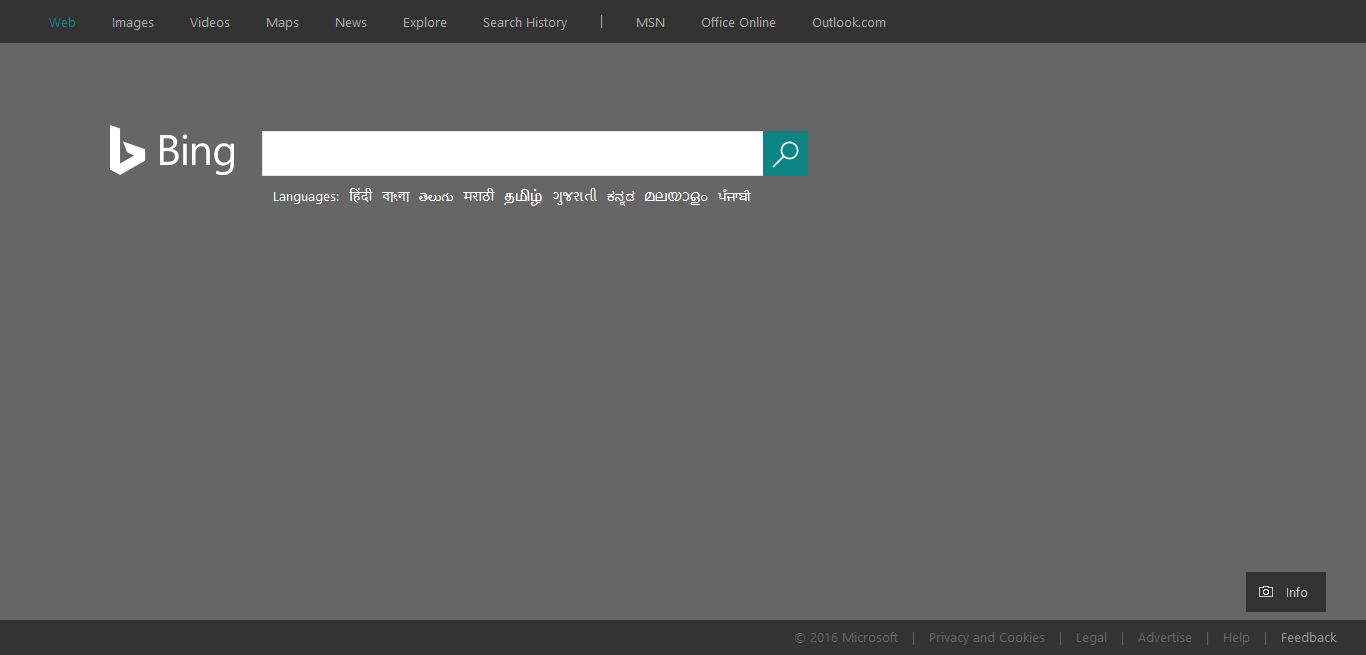 Web Images Videos Maps News Explore Search History | MSN Office Online Outlook.com
Bing
Languages: हिंदी বাংলা తెలుగు मराठी தமிழ் ગુજરાતી ಕನ್ನಡ മലയാളം ਪੰਜਾਬੀ
Info
© 2016 Microsoft | Privacy and Cookies | Legal | Advertise | Help | Feedback